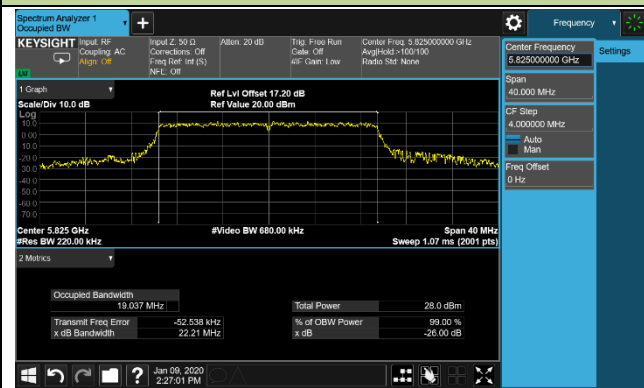 Spectrum Analyzer 1
Occupied BW
Frequency
KEYSIGHT
Input: RF
Coupling: AC
Align: Off
Input Z: 50 Ω
Corrections: Off
Freq Ref: Int (S)
NFE: Off
Atten: 20 dB
Trig: Free Run
Gate: Off
#IF Gain: Low
Center Freq: 5.825000000 GHz
Avg|Hold:>100/100
Radio Std: None
LXI
Center Frequency
5.825000000 GHz
Settings
Span
40.000 MHz
CF Step
4.000000 MHz
Auto
Man
Freq Offset
0 Hz
1 Graph
Scale/Div 10.0 dB
Ref Lvl Offset 17.20 dB
Ref Value 20.00 dBm
Log
10.0
0.00
-10.0
-20.0
-30.0
-40.0
-50.0
-60.0
-70.0
Center 5.825 GHz
#Res BW 220.00 kHz
#Video BW 680.00 kHz
Span 40 MHz
Sweep 1.07 ms (2001 pts)
2 Metrics
Occupied Bandwidth
19.037 MHz
Total Power 28.0 dBm
Transmit Freq Error -52.538 kHz
% of OBW Power 99.00 %
x dB Bandwidth 22.21 MHz
x dB -26.00 dB
?
Jan 09, 2020
2:27:01 PM